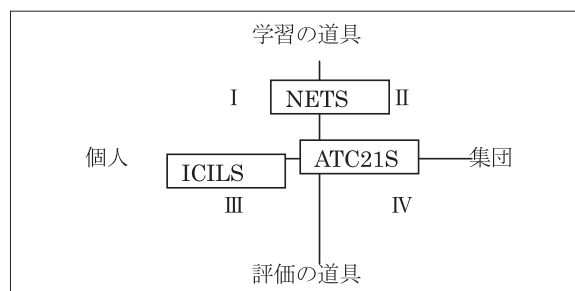 学習の道具
Ⅰ NETS Ⅱ
個人 ICILS ATC21S 集団
Ⅲ Ⅳ
評価の道具